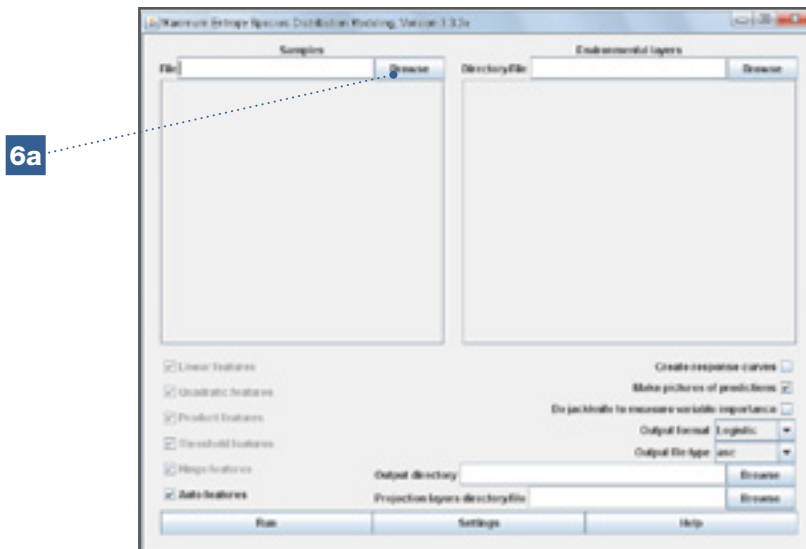 Maximum Entropy Species Distribution Modeling, Version 3.3.3e
Samples
File
Browse
Environmental layers
Directory/File
Browse
6a
Linear features
Quadratic features
Product features
Threshold features
Hinge features
Auto features
Create response curves
Make pictures of predictions
Do jackknife to measure variable importance
Output format
Logistic
Output file type
asc
Output directory
Browse
Projection layers directory/file
Browse
Run
Settings
Help